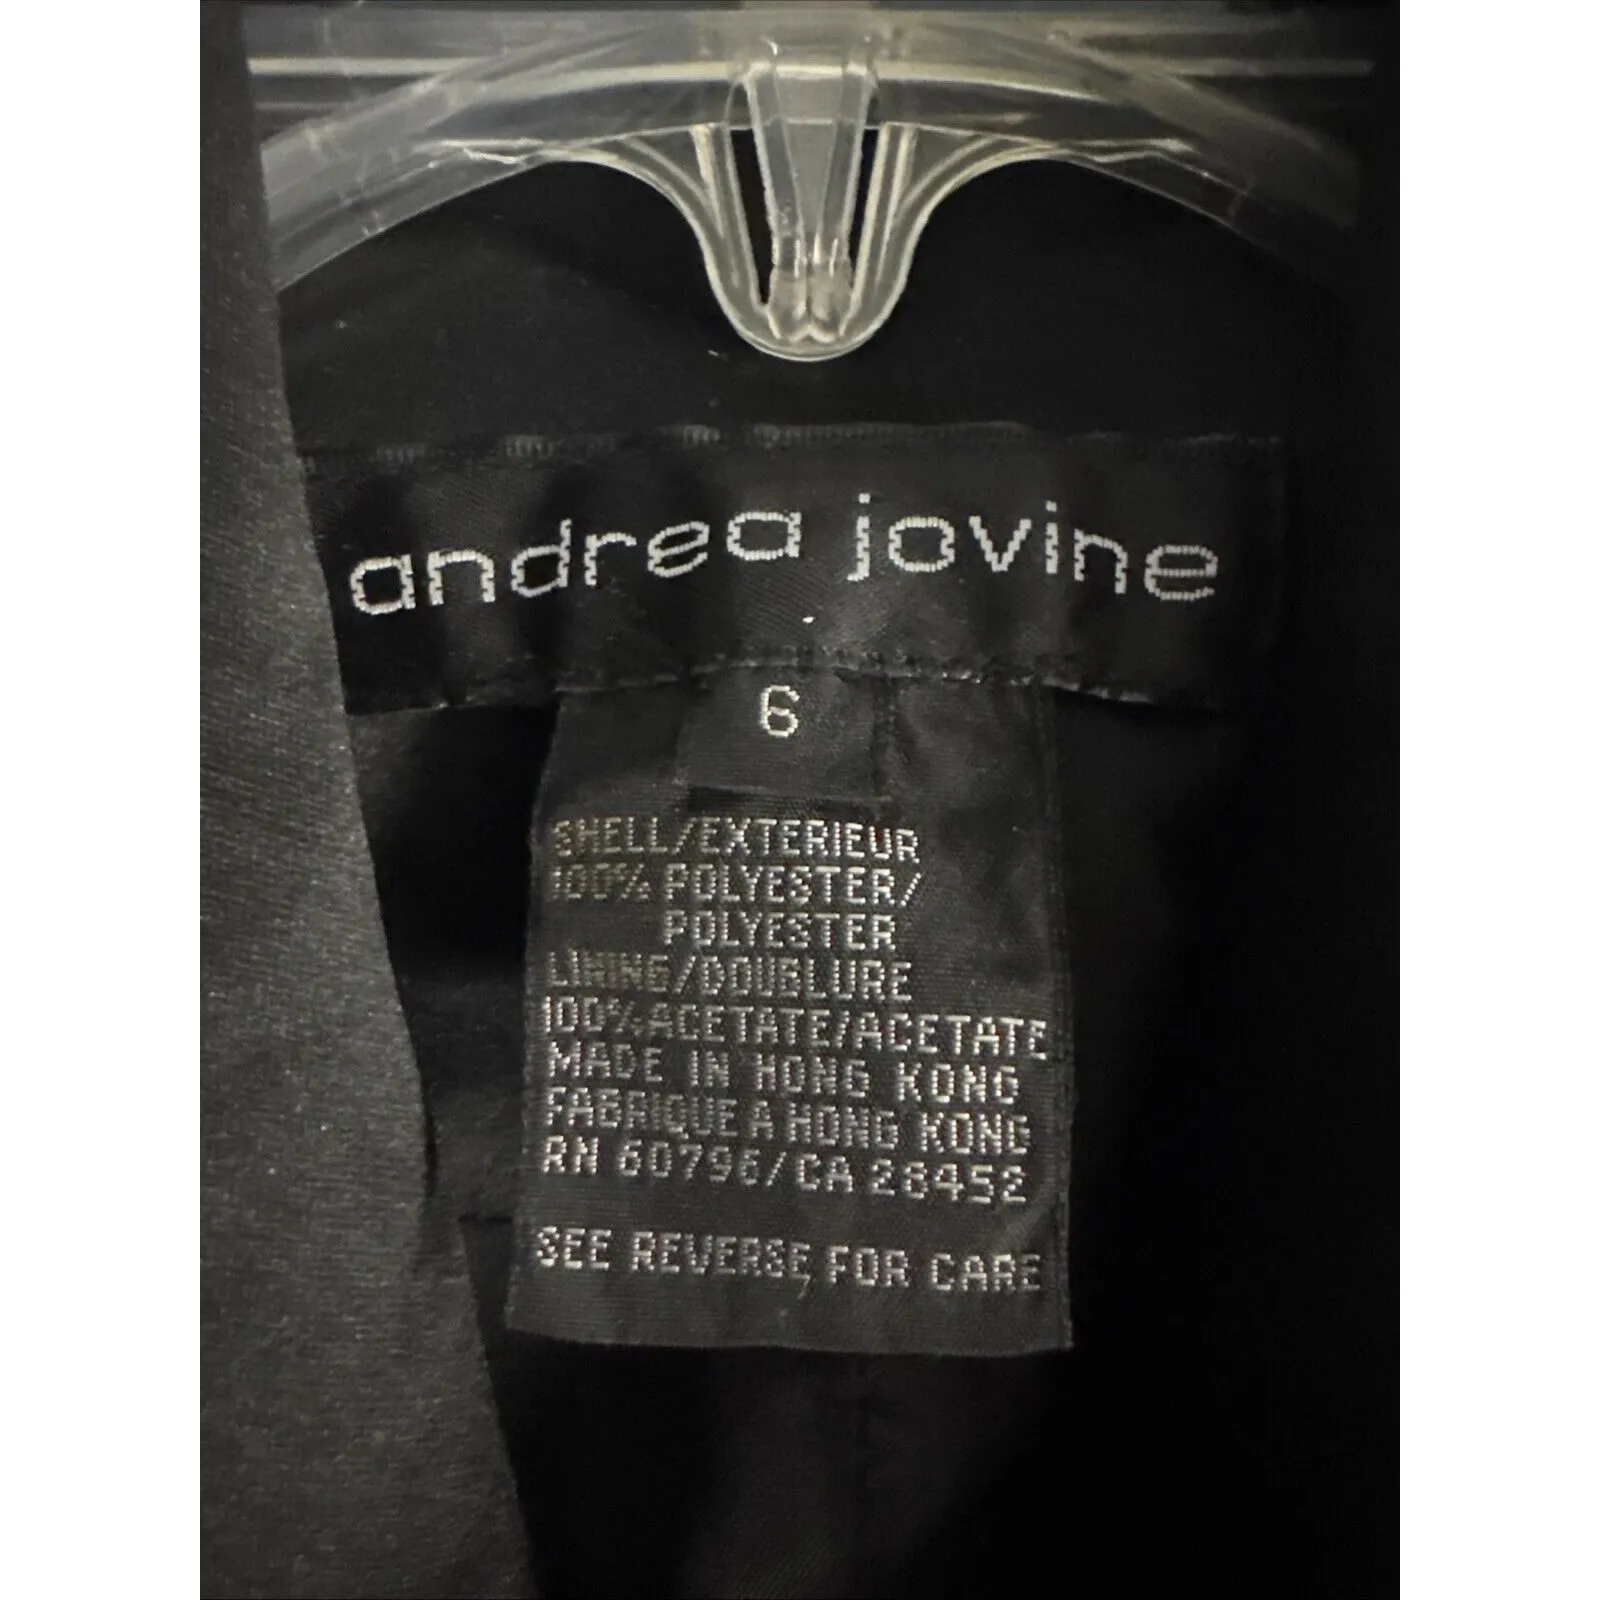 andrea jovine
6
SHELL/EXTERIEUR
100% POLYESTER/
POLYESTER
LINING/DOUBLURE
100% ACETATE/ACETATE
MADE IN HONG KONG
FABRIQUE A HONG KONG
RN 60796/CA 28452
SEE REVERSE FOR CARE